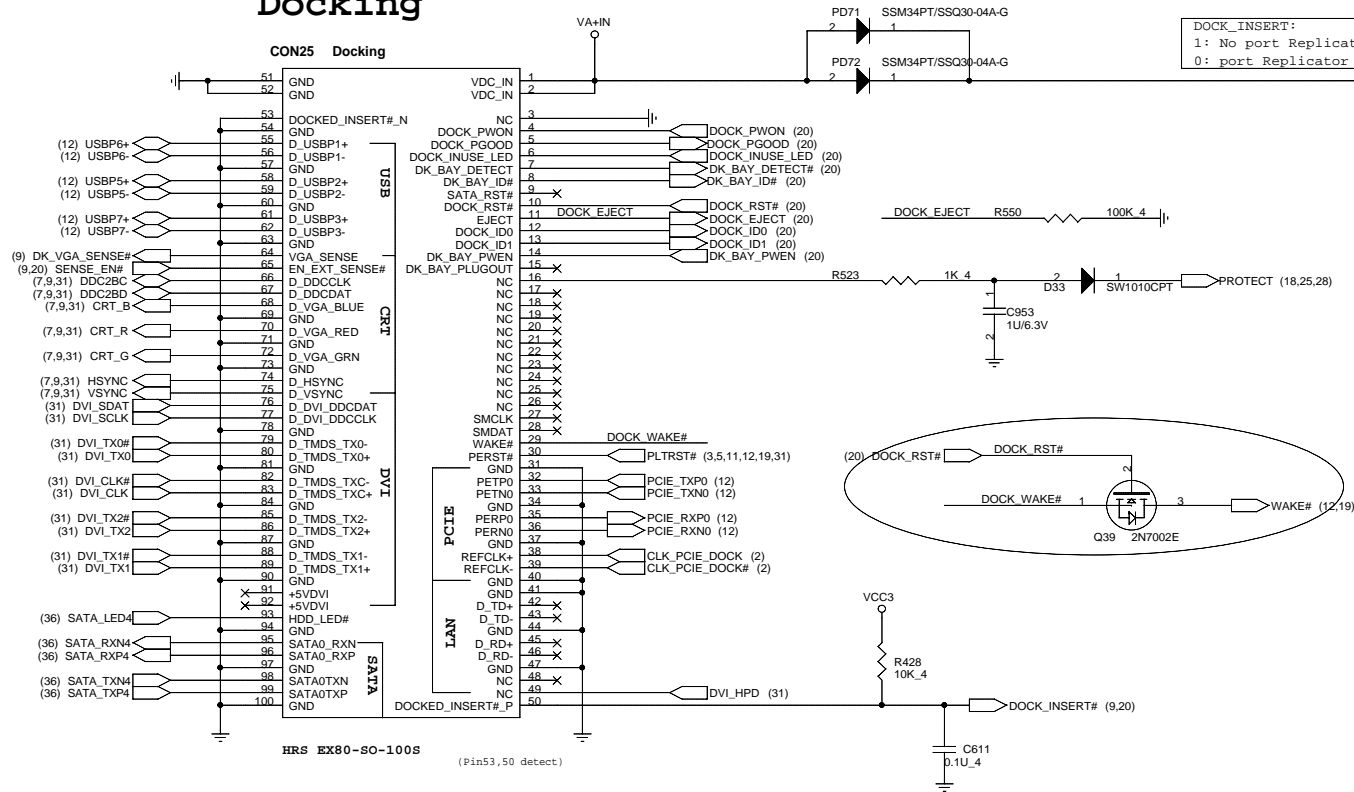 Docking
CON25 Docking
51 GND
52 GND
53 DOCKED_INSERT#_N
54 GND
(12) USBP6+ 55 D_USBP1+
(12) USBP6- 56 D_USBP1-
57 GND
(12) USBP5+ 58 D_USBP2+
(12) USBP5- 59 D_USBP2-
60 GND
(12) USBP7+ 61 D_USBP3+
(12) USBP7- 62 D_USBP3-
63 GND
(9) DK_VGA_SENSE# 64 VGA_SENSE
(9,20) SENSE_EN# 65 EN_EXT_SENSE#
(7,9,31) DDC2BC 66 D_DDCCLK
(7,9,31) DDC2BD 67 D_DDCDAT
(7,9,31) CRT_B 68 D_VGA_BLUE
69 GND
(7,9,31) CRT_R 70 D_VGA_RED
71 GND
(7,9,31) CRT_G 72 D_VGA_GRN
73 GND
(7,9,31) HSYNC 74 D_HSYNC
(7,9,31) VSYNC 75 D_VSYNC
(31) DVI_SDAT 76 D_DVI_DDCDAT
(31) DVI_SCLK 77 D_DVI_DDCCLK
78 GND
(31) DVI_TX0# 79 D_TMDS_TX0-
(31) DVI_TX0 80 D_TMDS_TX0+
81 GND
(31) DVI_CLK# 82 D_TMDS_TXC-
(31) DVI_CLK 83 D_TMDS_TXC+
84 GND
(31) DVI_TX2# 85 D_TMDS_TX2-
(31) DVI_TX2 86 D_TMDS_TX2+
87 GND
(31) DVI_TX1# 88 D_TMDS_TX1-
(31) DVI_TX1 89 D_TMDS_TX1+
90 GND
91 +5VDVI
92 +5VDVI
(36) SATA_LED4 93 HDD_LED#
94 GND
(36) SATA_RXN4 95 SATA0_RXN
(36) SATA_RXP4 96 SATA0_RXP
97 GND
(36) SATA_TXN4 98 SATA0TXN
(36) SATA_TXP4 99 SATA0TXP
100 GND
USB
CRT
DVI
SATA
VDC_IN 1
VDC_IN 2
NC 3
DOCK_PWON 4 DOCK_PWON (20)
DOCK_PGOOD 5 DOCK_PGOOD (20)
DOCK_INUSE_LED 6 DOCK_INUSE_LED (20)
DK_BAY_DETECT 7 DK_BAY_DETECT# (20)
DK_BAY_ID# 8 DK_BAY_ID# (20)
SATA_RST# 9
DOCK_RST# 10 DOCK_RST# (20)
EJECT 11 DOCK_EJECT DOCK_EJECT (20)
DOCK_ID0 12 DOCK_ID0 (20)
DOCK_ID1 13 DOCK_ID1 (20)
DK_BAY_PWEN 14 DK_BAY_PWEN (20)
DK_BAY_PLUGOUT 15
NC 16
NC 17
NC 18
NC 19
NC 20
NC 21
NC 22
NC 23
NC 24
NC 25
NC 26
SMCLK 27
SMDAT 28
WAKE# 29 DOCK_WAKE#
PERST# 30 PLTRST# (3,5,11,12,19,31)
GND 31
PETP0 32 PCIE_TXP0 (12)
PETN0 33 PCIE_TXN0 (12)
GND 34
PERP0 35 PCIE_RXP0 (12)
PERN0 36 PCIE_RXN0 (12)
GND 37
REFCLK+ 38 CLK_PCIE_DOCK (2)
REFCLK- 39 CLK_PCIE_DOCK# (2)
GND 40
GND 41
D_TD+ 42
D_TD- 43
GND 44
D_RD+ 45
D_RD- 46
GND 47
NC 48
NC 49 DVI_HPD (31)
DOCKED_INSERT#_P 50
PCIE
LAN
HRS EX80-SO-100S
(Pin53,50 detect)
VA+IN
PD71 SSM34PT/SSQ30-04A-G
2 1
PD72 SSM34PT/SSQ30-04A-G
2 1
DOCK_INSERT:
1: No port Replicat
0: port Replicator
DOCK_EJECT R550 100K_4
R523 1K_4
2 1
D33 SW1010CPT
PROTECT (18,25,28)
1
C953
1U/6.3V
2
(20) DOCK_RST# DOCK_RST#
2
DOCK_WAKE# 1 3 WAKE# (12,19)
Q39 2N7002E
VCC3
R428
10K_4
DOCK_INSERT# (9,20)
C611
0.1U_4